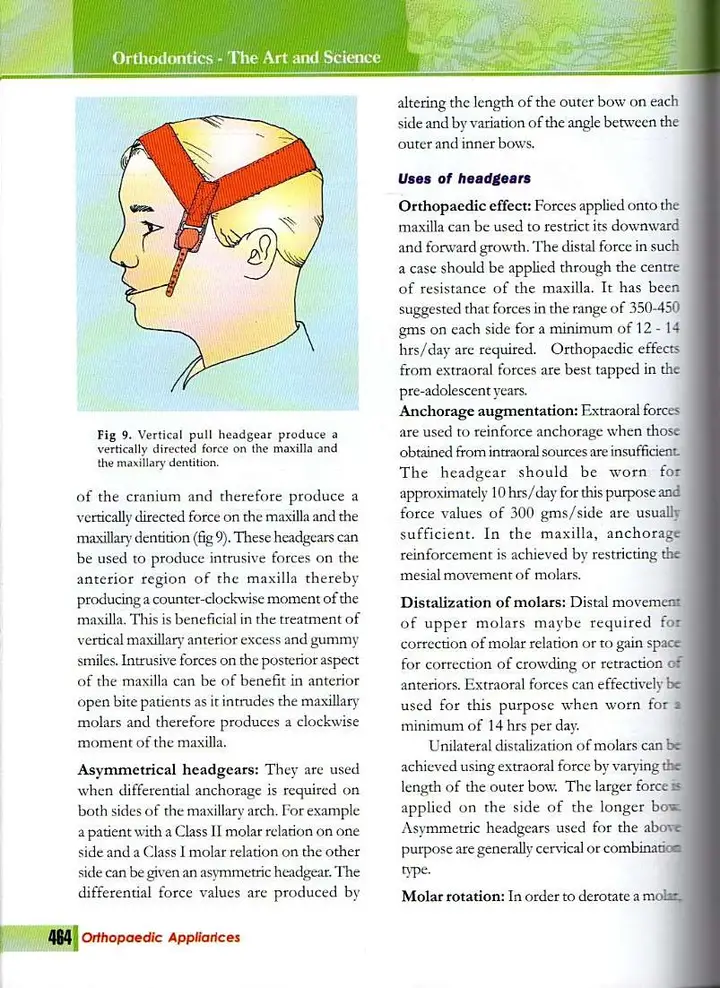 Orthodontics - The Art and Science
Fig 9. Vertical pull headgear produce a
vertically directed force on the maxilla and
the maxillary dentition.
of the cranium and therefore produce a
vertically directed force on the maxilla and the
maxillary dentition (fig 9). These headgears can
be used to produce intrusive forces on the
anterior region of the maxilla thereby
producing a counter-clockwise moment of the
maxilla. This is beneficial in the treatment of
vertical maxillary anterior excess and gummy
smiles. Intrusive forces on the posterior aspect
of the maxilla can be of benefit in anterior
open bite patients as it intrudes the maxillary
molars and therefore produces a clockwise
moment of the maxilla.
Asymmetrical headgears: They are used
when differential anchorage is required on
both sides of the maxillary arch. For example
a patient with a Class II molar relation on one
side and a Class I molar relation on the other
side can be given an asymmetric headgear. The
differential force values are produced by
altering the length of the outer bow on each
side and by variation of the angle between the
outer and inner bows.
Uses of headgears
Orthopaedic effect: Forces applied onto the
maxilla can be used to restrict its downward
and forward growth. The distal force in such
a case should be applied through the centre
of resistance of the maxilla. It has been
suggested that forces in the range of 350-450
gms on each side for a minimum of 12 - 14
hrs/day are required. Orthopaedic effects
from extraoral forces are best tapped in the
pre-adolescent years.
Anchorage augmentation: Extraoral forces
are used to reinforce anchorage when those
obtained from intraoral sources are insufficient.
The headgear should be worn for
approximately 10 hrs/day for this purpose and
force values of 300 gms/side are usually
sufficient. In the maxilla, anchorage
reinforcement is achieved by restricting the
mesial movement of molars.
Distalization of molars: Distal movement
of upper molars maybe required for
correction of molar relation or to gain space
for correction of crowding or retraction of
anteriors. Extraoral forces can effectively be
used for this purpose when worn for a
minimum of 14 hrs per day.
Unilateral distalization of molars can be
achieved using extraoral force by varying the
length of the outer bow. The larger force is
applied on the side of the longer bow.
Asymmetric headgears used for the above
purpose are generally cervical or combination
type.
Molar rotation: In order to derotate a molar,
464 Orthopaedic Appliances